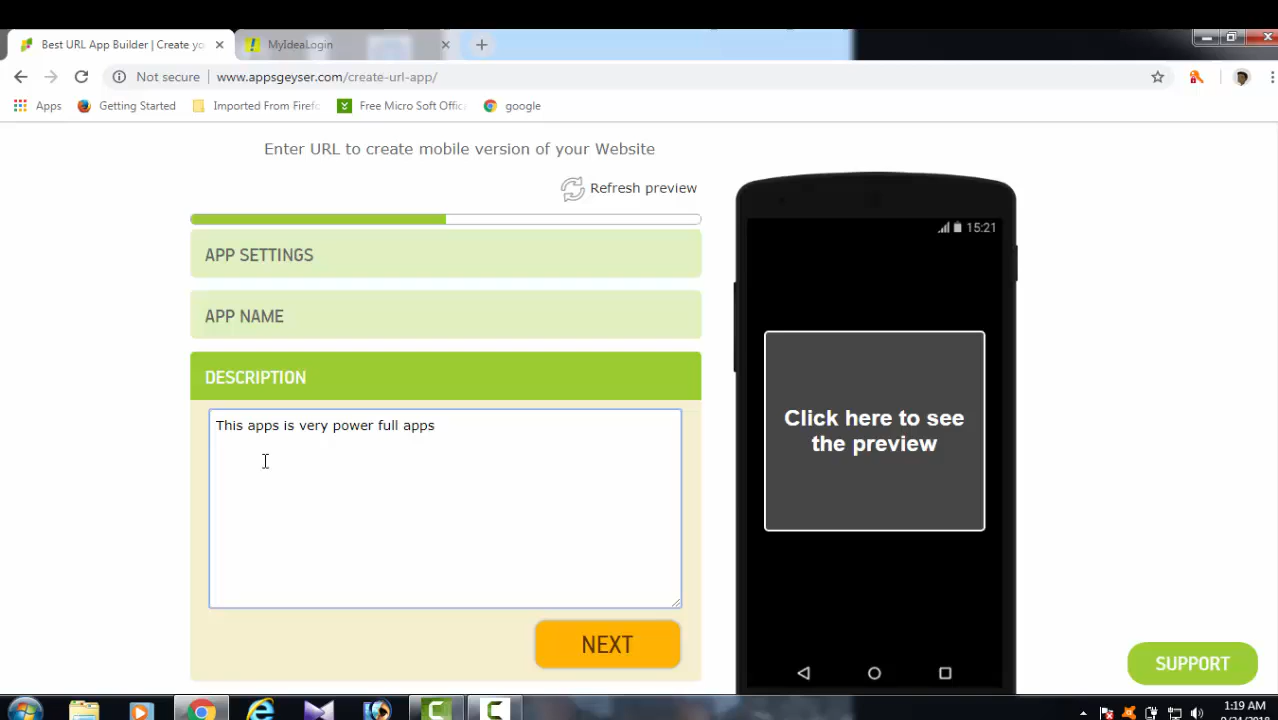 Best URL App Builder | Create yo
MyIdeaLogin
Not secure | www.appsgeyser.com/create-url-app/
Apps
Getting Started
Imported From Firefo
Free Micro Soft Offic
google
Enter URL to create mobile version of your Website
Refresh preview
APP SETTINGS
APP NAME
DESCRIPTION
This apps is very power full apps
NEXT
15:21
Click here to see
the preview
SUPPORT
1:19 AM